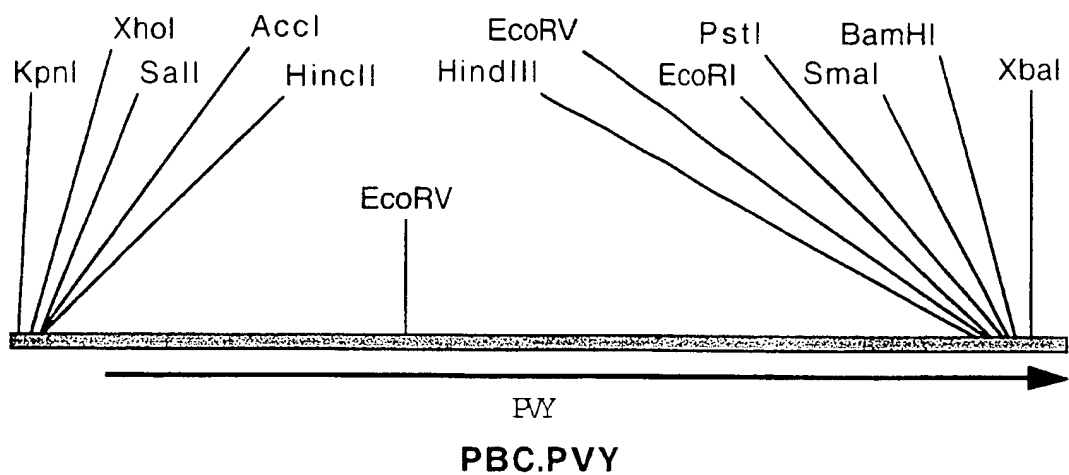 XhoI AccI EcoRV PstI BamHI
KpnI SalI HincII HindIII EcoRI SmaI XbaI
EcoRV
PVY
PBC.PVY